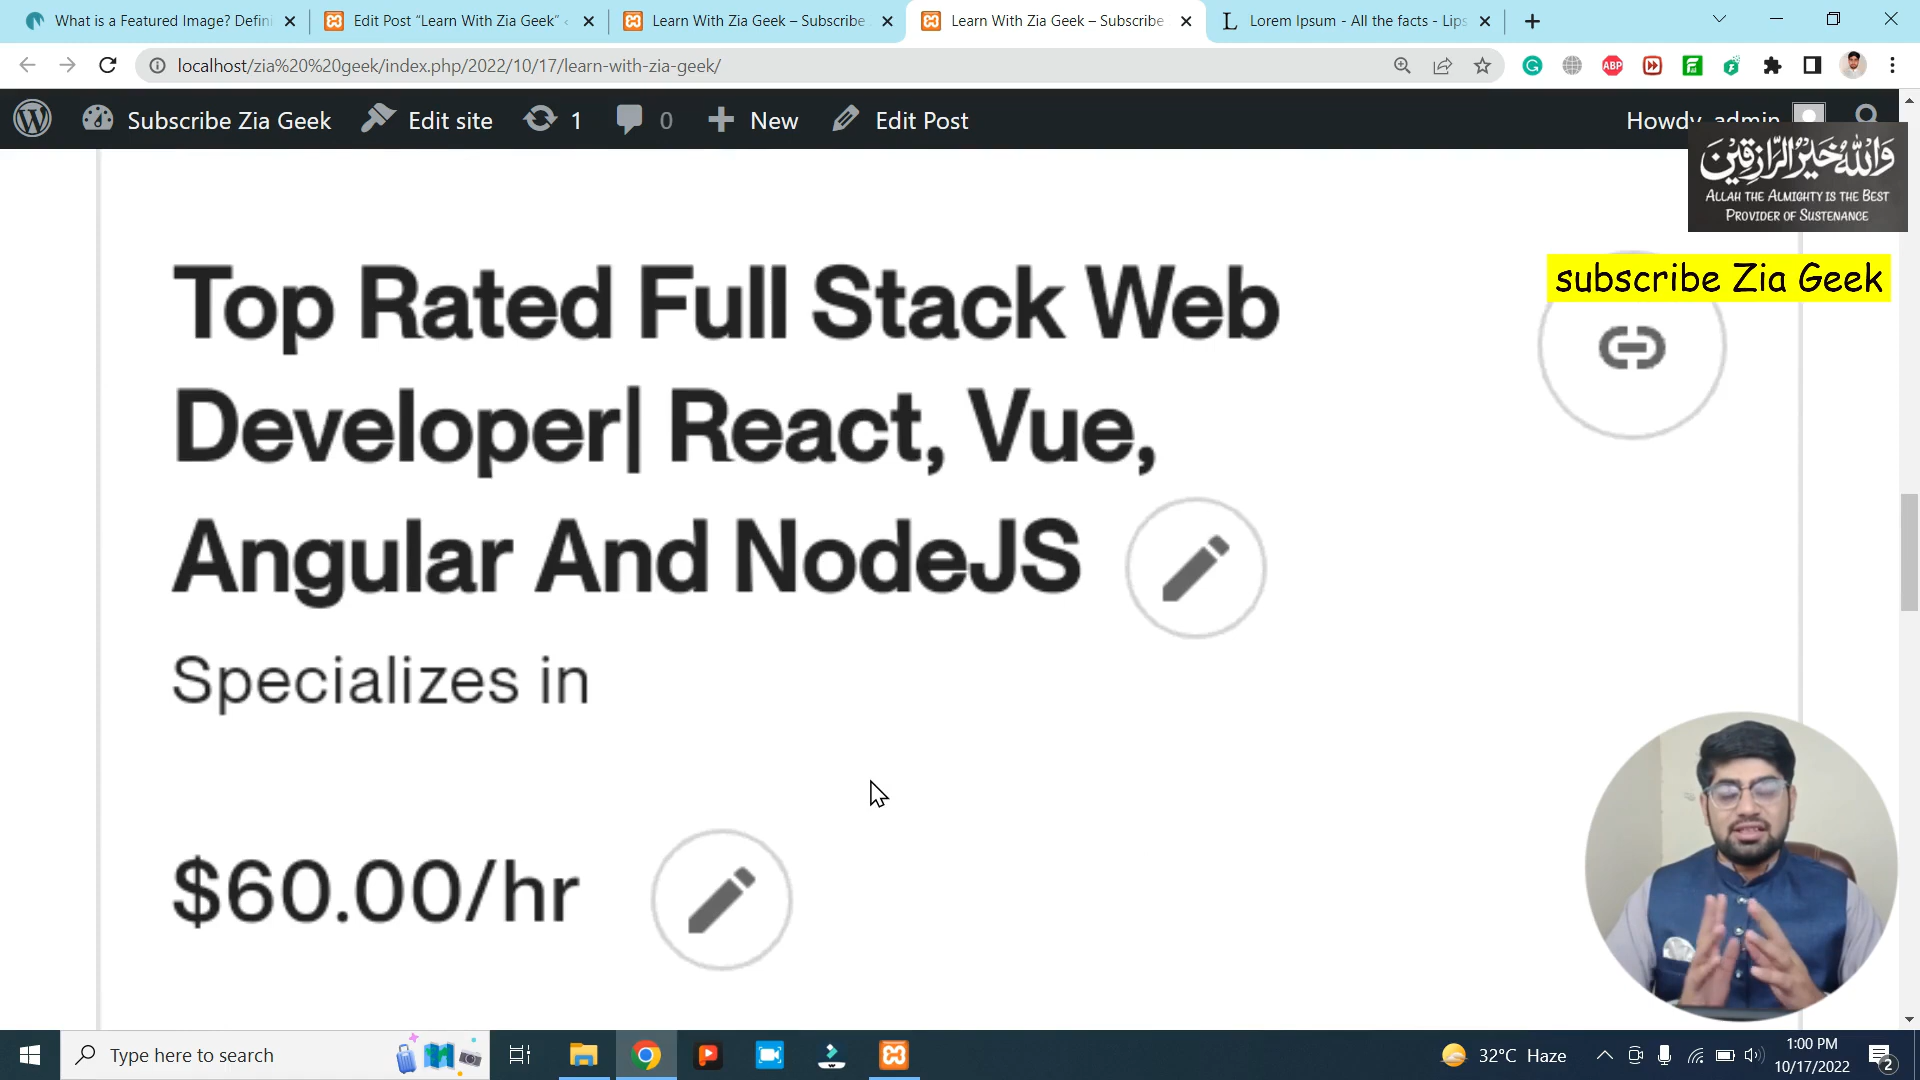 What is a Featured Image? Defini
Edit Post “Learn With Zia Geek” ‹
Learn With Zia Geek – Subscribe
Learn With Zia Geek – Subscribe
Lorem Ipsum - All the facts - Lips
localhost/zia%20%20geek/index.php/2022/10/17/learn-with-zia-geek/
ABP
Subscribe Zia Geek
Edit site
1
0
New
Edit Post
Howdy, admin
وَاللّٰهُ خَيْرُ الرَّازِقِيْنَ
ALLAH THE ALMIGHTY IS THE BEST
PROVIDER OF SUSTENANCE
subscribe Zia Geek
Top Rated Full Stack Web
Developer| React, Vue,
Angular And NodeJS
Specializes in
$60.00/hr
Type here to search
32°C Haze
1:00 PM
10/17/2022
2